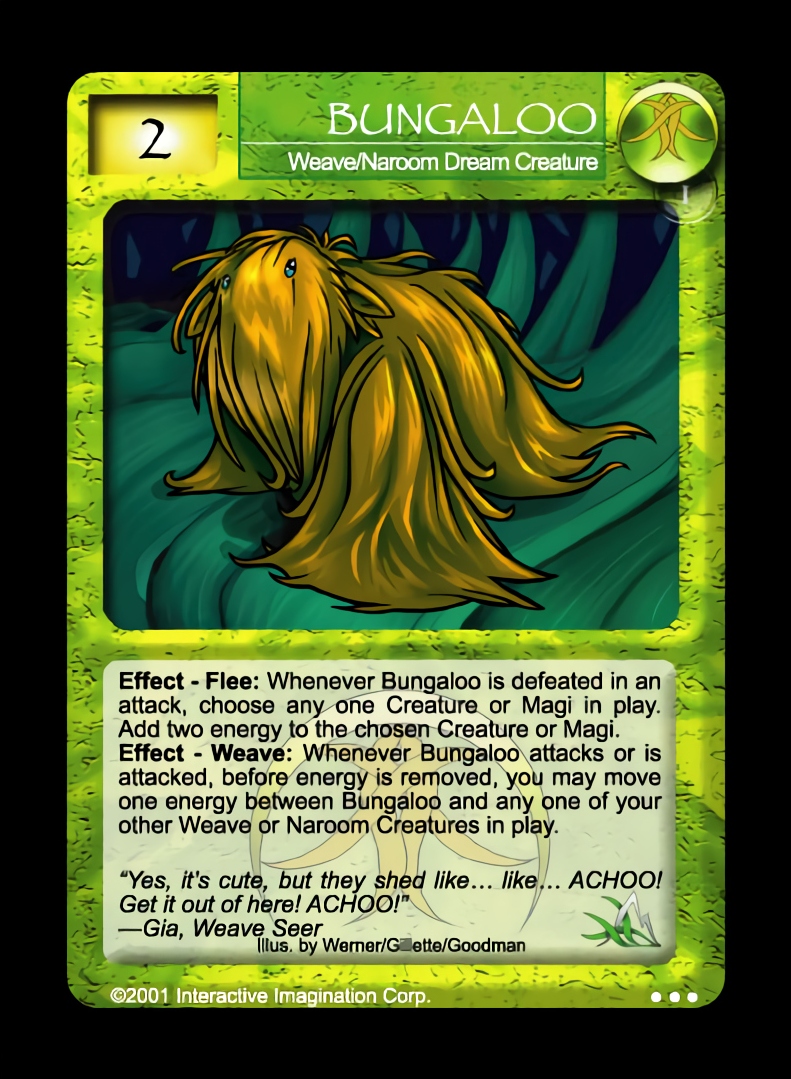 2
BUNGALOO
Weave/Naroom Dream Creature
1
Effect - Flee: Whenever Bungaloo is defeated in an
attack, choose any one Creature or Magi in play.
Add two energy to the chosen Creature or Magi.
Effect - Weave: Whenever Bungaloo attacks or is
attacked, before energy is removed, you may move
one energy between Bungaloo and any one of your
other Weave or Naroom Creatures in play.
“Yes, it's cute, but they shed like… like… ACHOO!
Get it out of here! ACHOO!”
—Gia, Weave Seer
Illus. by
©2001 Interactive Imagination Corp.